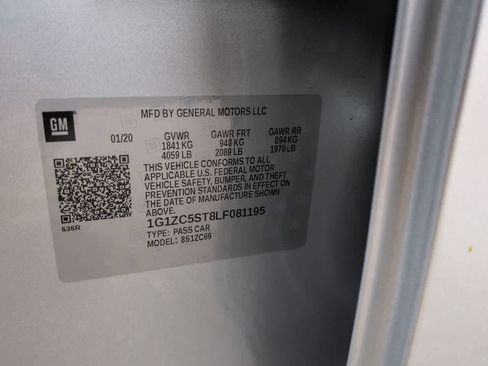 MFD BY GENERAL MOTORS LLC
GM
01/20 GVWR GAWR FRT GAWR RR
1841 KG 948 KG 894 KG
4059 LB 2089 LB 1970 LB
THIS VEHICLE CONFORMS TO ALL
APPLICABLE U.S. FEDERAL MOTOR
VEHICLE SAFETY, BUMPER, AND THEFT
PREVENTION STANDARDS IN EFFECT ON
THE DATE OF MANUFACTURE SHOWN
ABOVE.
1G1ZC5ST8LF081195
636R
TYPE: PASS CAR
MODEL: 851ZC69